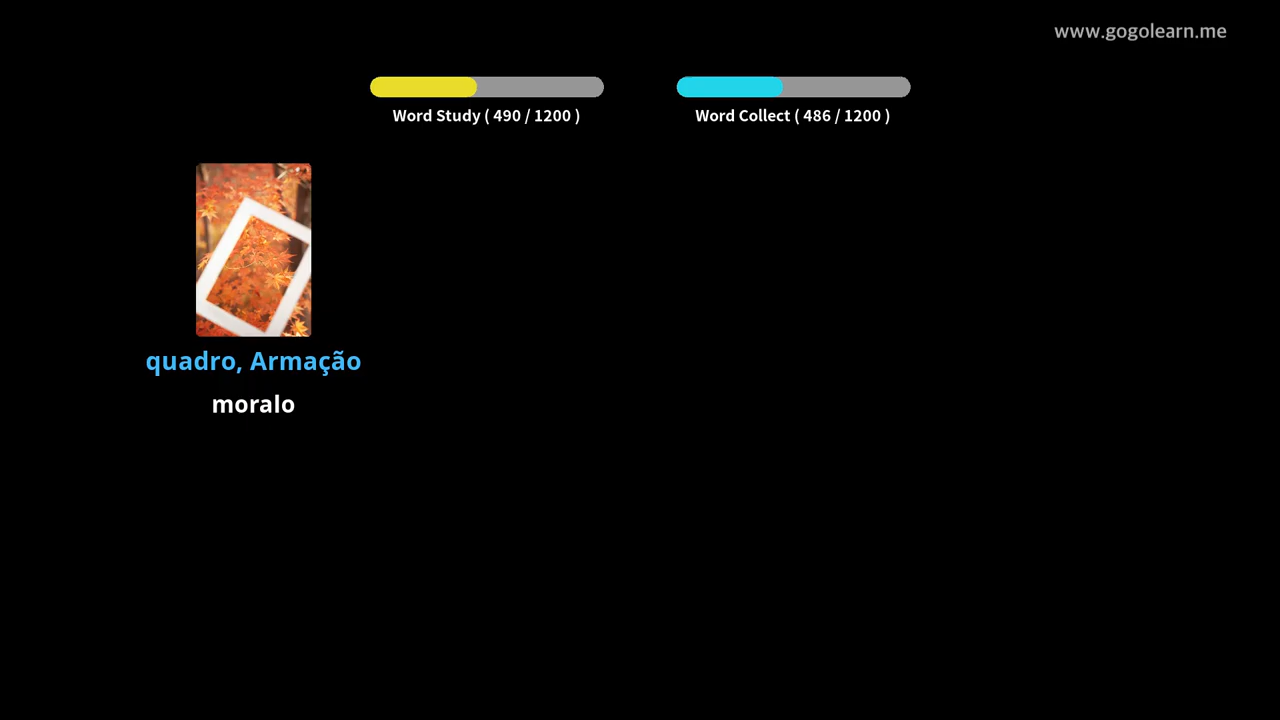 www.gogolearn.me
Word Study ( 490 / 1200 )
Word Collect ( 486 / 1200 )
quadro, Armação
moralo